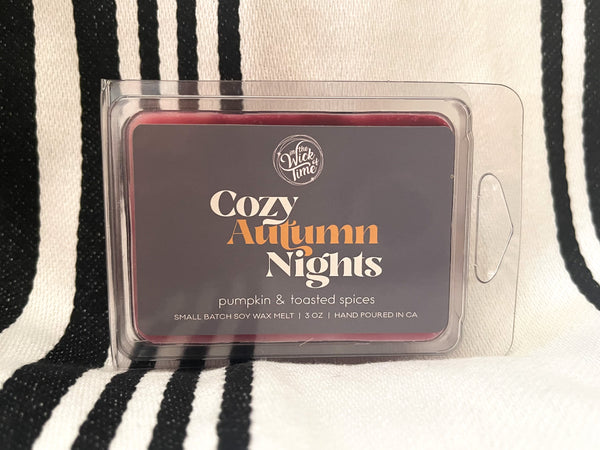 in the
Wick of
Time
Cozy
Autumn
Nights
pumpkin & toasted spices
SMALL BATCH SOY WAX MELT | 3 OZ | HAND POURED IN CA